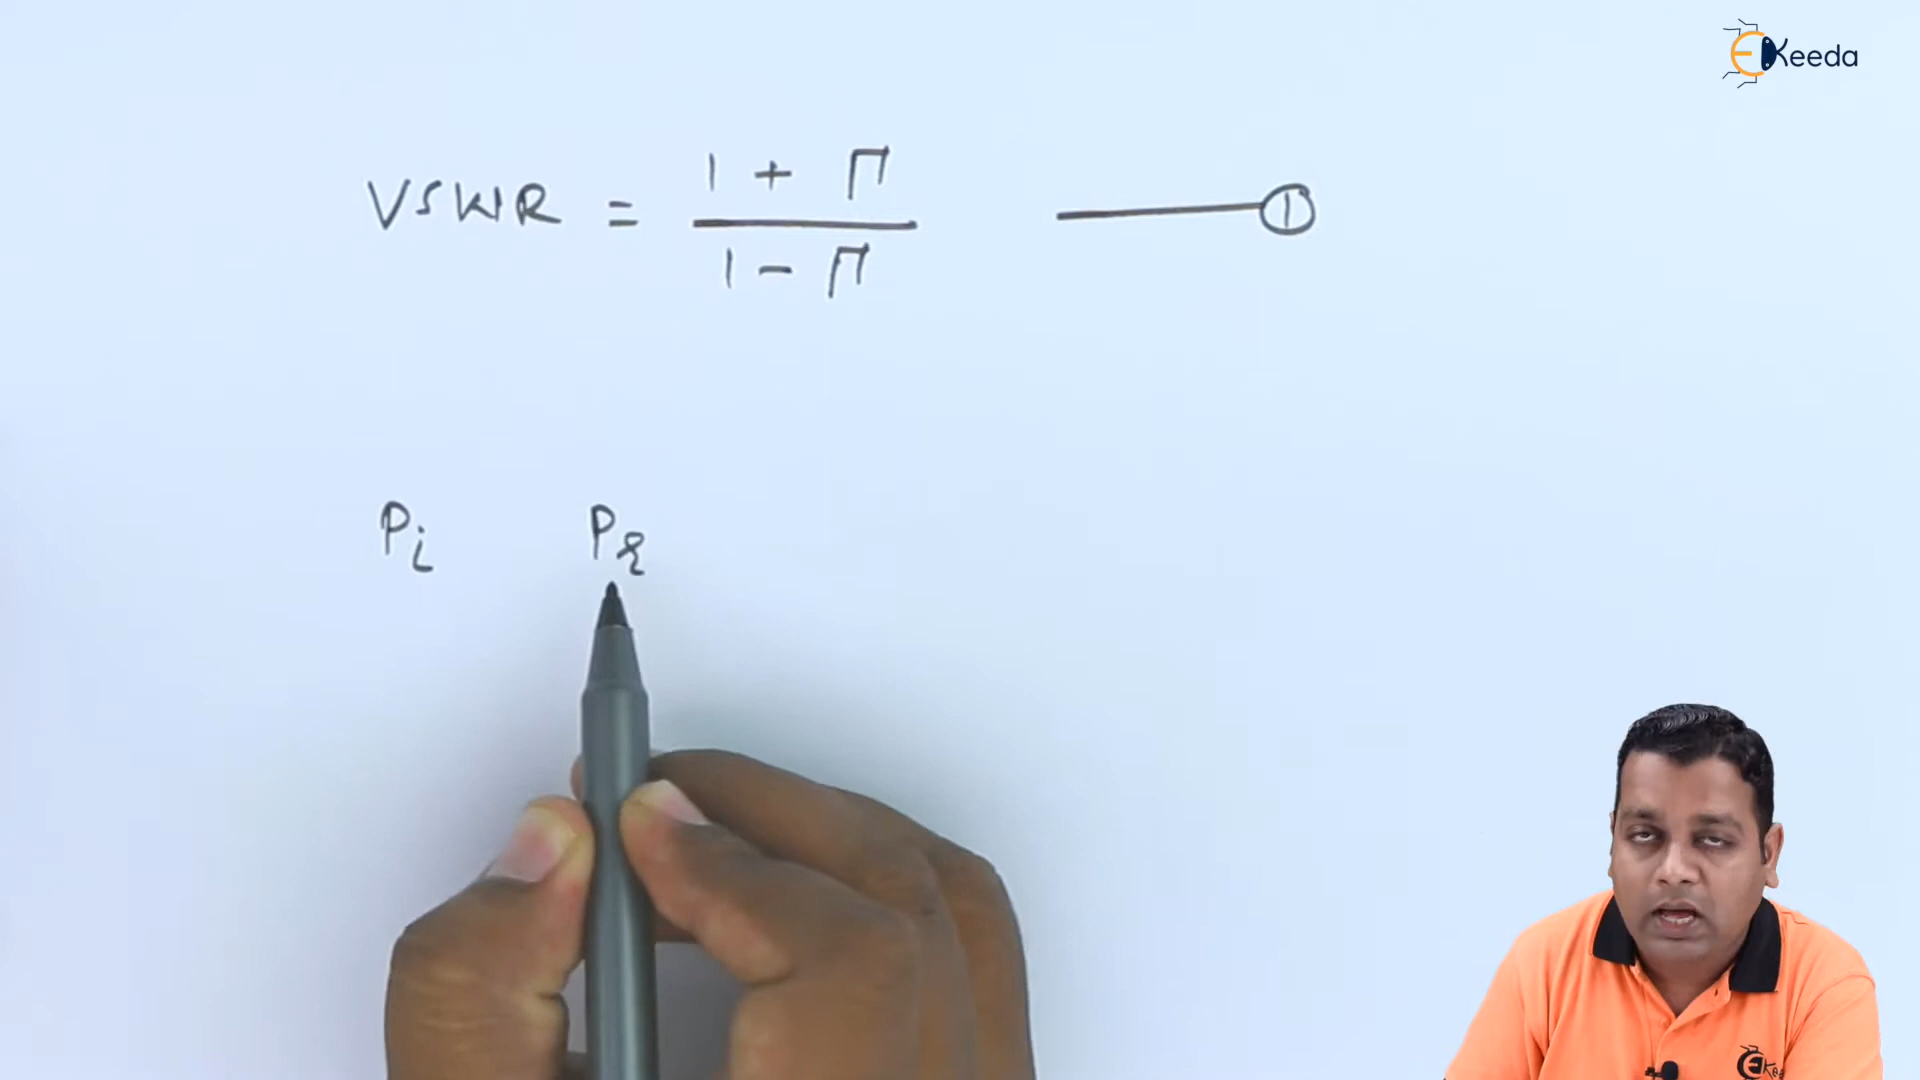 EKeeda
VSWR = 1 + Γ / 1 - Γ ——— ①
Pi Pr